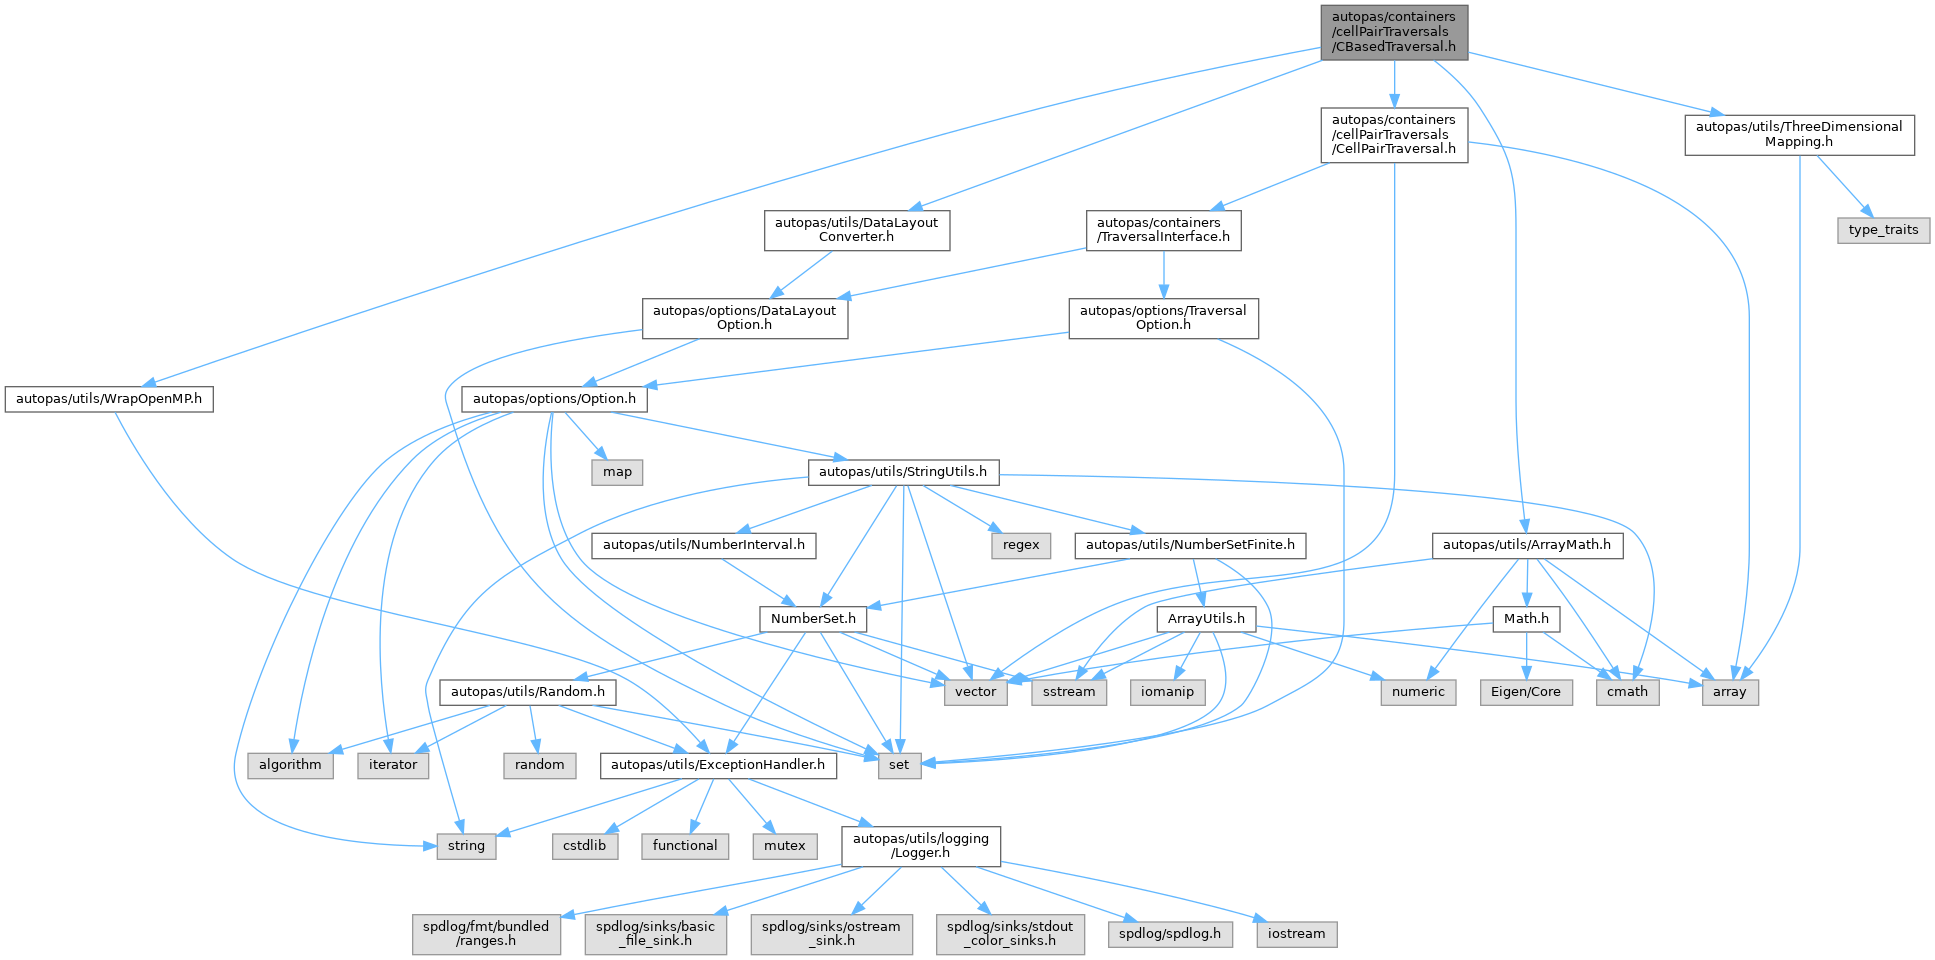 autopas/containers
/cellPairTraversals
/CBasedTraversal.h
autopas/containers
/cellPairTraversals
/CellPairTraversal.h
autopas/utils/ThreeDimensional
Mapping.h
autopas/utils/DataLayout
Converter.h
autopas/containers
/TraversalInterface.h
type_traits
autopas/options/DataLayout
Option.h
autopas/options/Traversal
Option.h
autopas/utils/WrapOpenMP.h
autopas/options/Option.h
map
autopas/utils/StringUtils.h
autopas/utils/NumberInterval.h
regex
autopas/utils/NumberSetFinite.h
autopas/utils/ArrayMath.h
NumberSet.h
ArrayUtils.h
Math.h
autopas/utils/Random.h
vector
sstream
iomanip
numeric
Eigen/Core
cmath
array
algorithm
iterator
random
autopas/utils/ExceptionHandler.h
set
string
cstdlib
functional
mutex
autopas/utils/logging
/Logger.h
spdlog/fmt/bundled
/ranges.h
spdlog/sinks/basic
_file_sink.h
spdlog/sinks/ostream
_sink.h
spdlog/sinks/stdout
_color_sinks.h
spdlog/spdlog.h
iostream